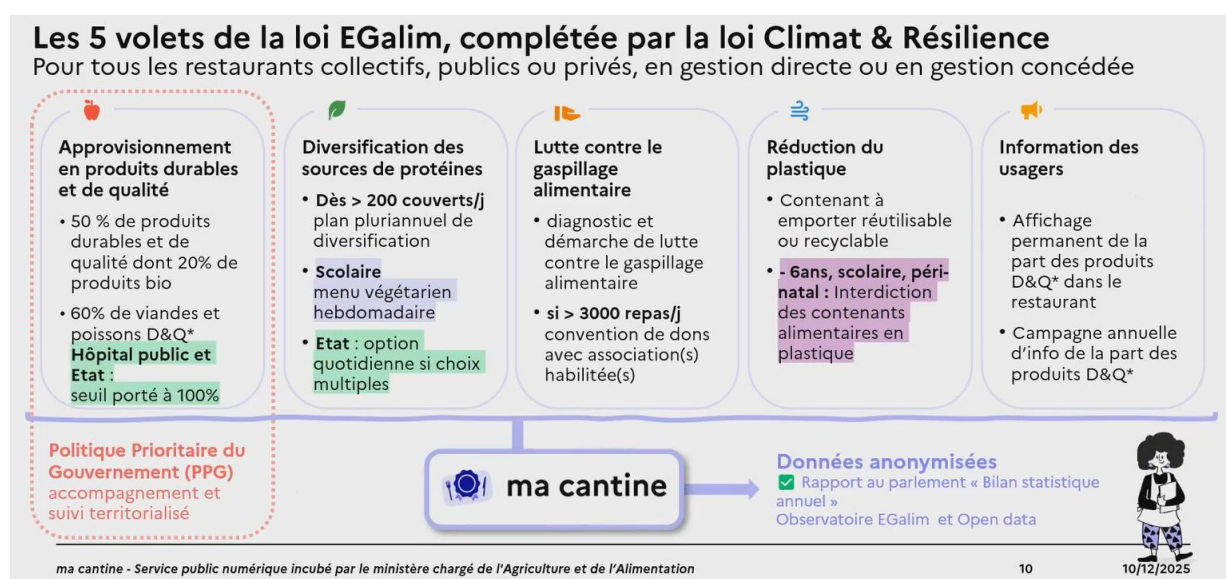 Les 5 volets de la loi EGalim, complétée par la loi Climat & Résilience
Pour tous les restaurants collectifs, publics ou privés, en gestion directe ou en gestion concédée
Approvisionnement
en produits durables
et de qualité
• 50 % de produits
durables et de
qualité dont 20% de
produits bio
• 60% de viandes et
poissons D&Q*
Hôpital public et
Etat :
seuil porté à 100%
Diversification des
sources de protéines
• Dès > 200 couverts/j
plan pluriannuel de
diversification
• Scolaire
menu végétarien
hebdomadaire
• Etat : option
quotidienne si choix
multiples
Lutte contre le
gaspillage
alimentaire
• diagnostic et
démarche de lutte
contre le gaspillage
alimentaire
• si > 3000 repas/j
convention de dons
avec association(s)
habilitée(s)
Réduction du
plastique
• Contenant à
emporter réutilisable
ou recyclable
• - 6ans, scolaire, péri-
natal : Interdiction
des contenants
alimentaires en
plastique
Information des
usagers
• Affichage
permanent de la
part des produits
D&Q* dans le
restaurant
• Campagne annuelle
d'info de la part des
produits D&Q*
Politique Prioritaire du
Gouvernement (PPG)
accompagnement et
suivi territorialisé
ma cantine
Données anonymisées
✅ Rapport au parlement « Bilan statistique
annuel »
Observatoire EGalim et Open data
ma cantine - Service public numérique incubé par le ministère chargé de l'Agriculture et de l'Alimentation
10
10/12/2025